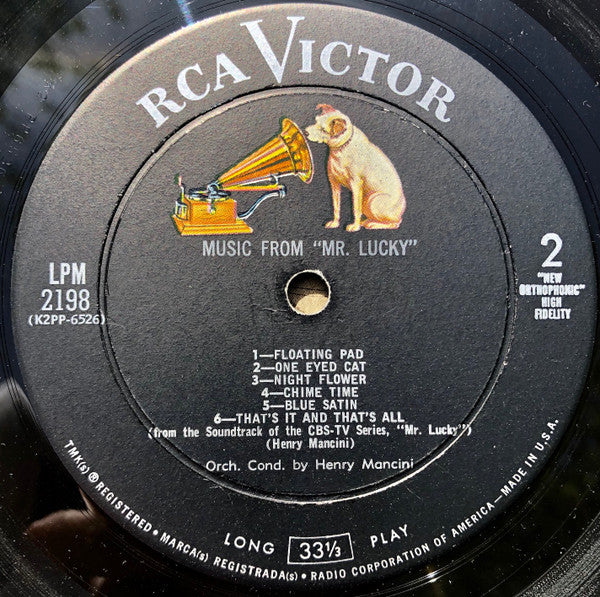 RCA VICTOR
MUSIC FROM "MR. LUCKY"
LPM
2198
(K2PP-6526)
2
"NEW
ORTHOPHONIC"
HIGH
FIDELITY
1—FLOATING PAD
2—ONE EYED CAT
3—NIGHT FLOWER
4—CHIME TIME
5—BLUE SATIN
6—THAT'S IT AND THAT'S ALL
(from the Soundtrack of the CBS-TV Series, "Mr. Lucky")
(Henry Mancini)
Orch. Cond. by Henry Mancini
LONG 33⅓ PLAY
TMK(s) ® REGISTERED • MARCA(s) REGISTRADA(s) • RADIO CORPORATION OF AMERICA—MADE IN U.S.A.